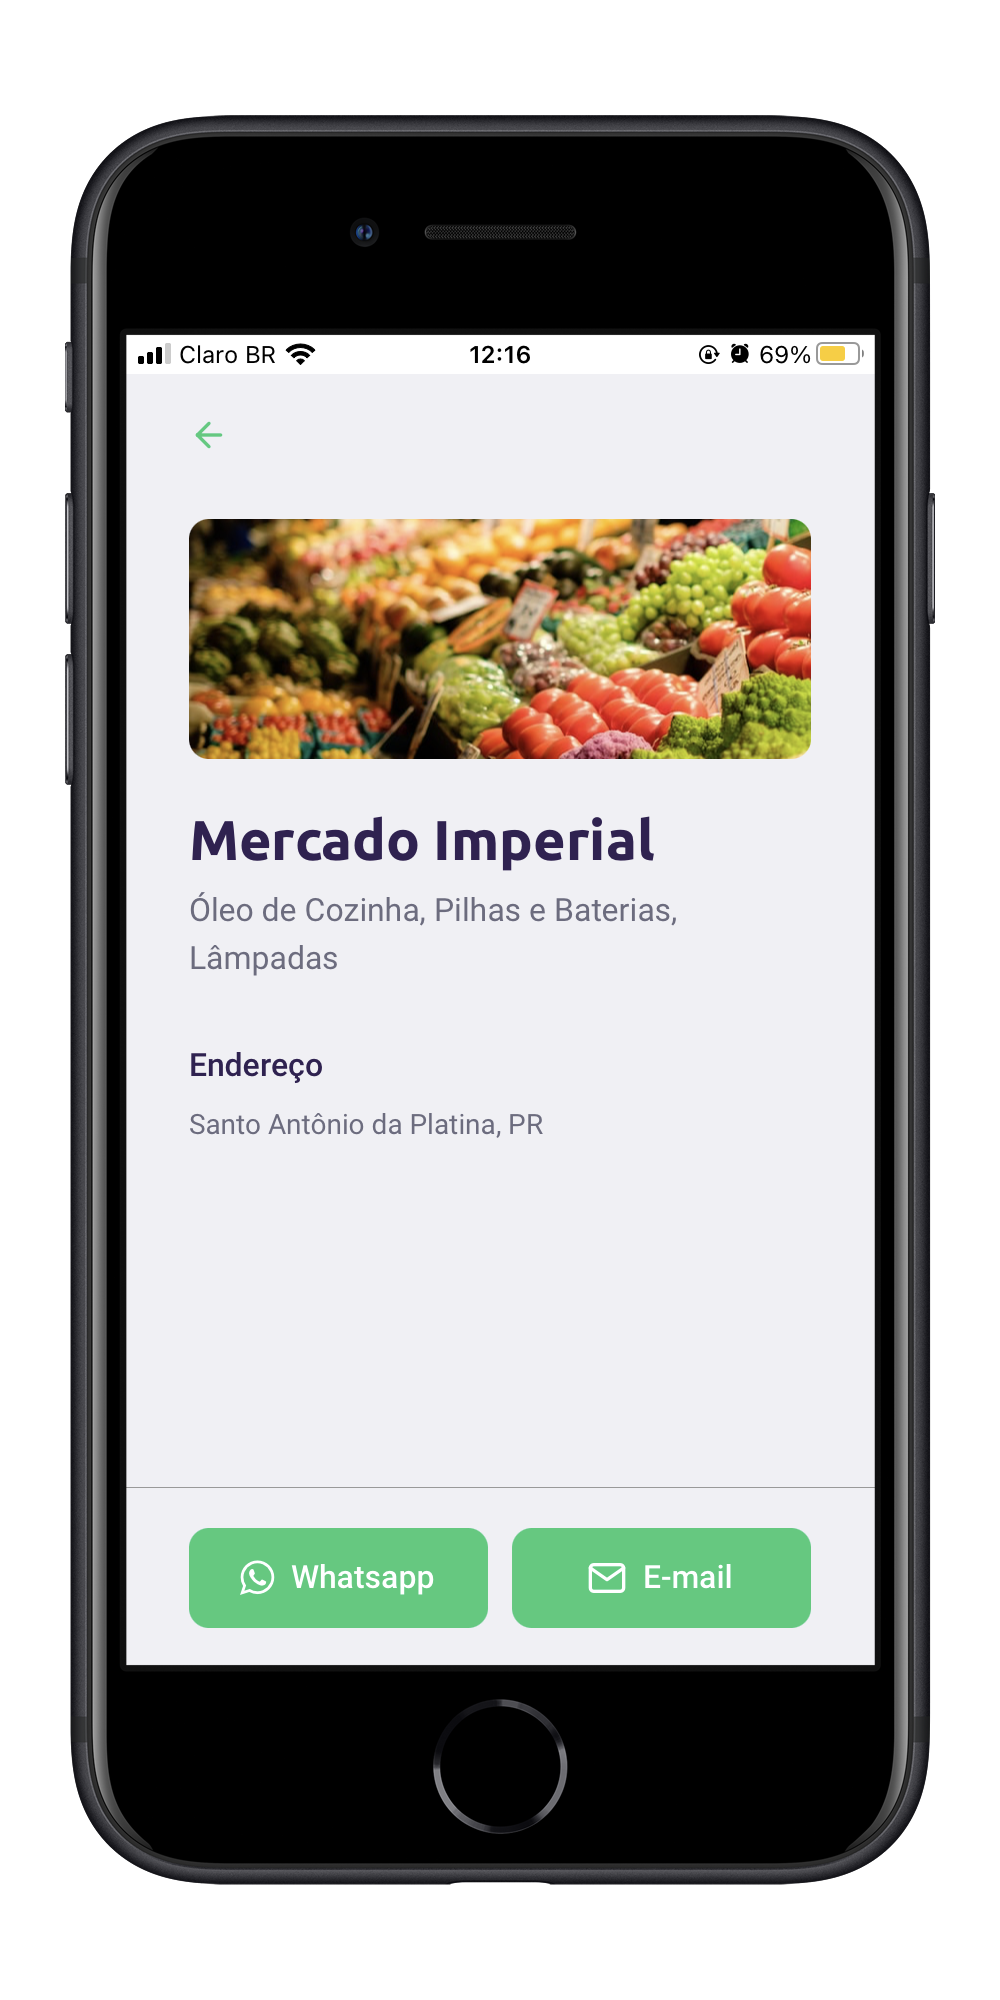 Claro BR 12:16 69%
Mercado Imperial
Óleo de Cozinha, Pilhas e Baterias,
Lâmpadas
Endereço
Santo Antônio da Platina, PR
Whatsapp E-mail